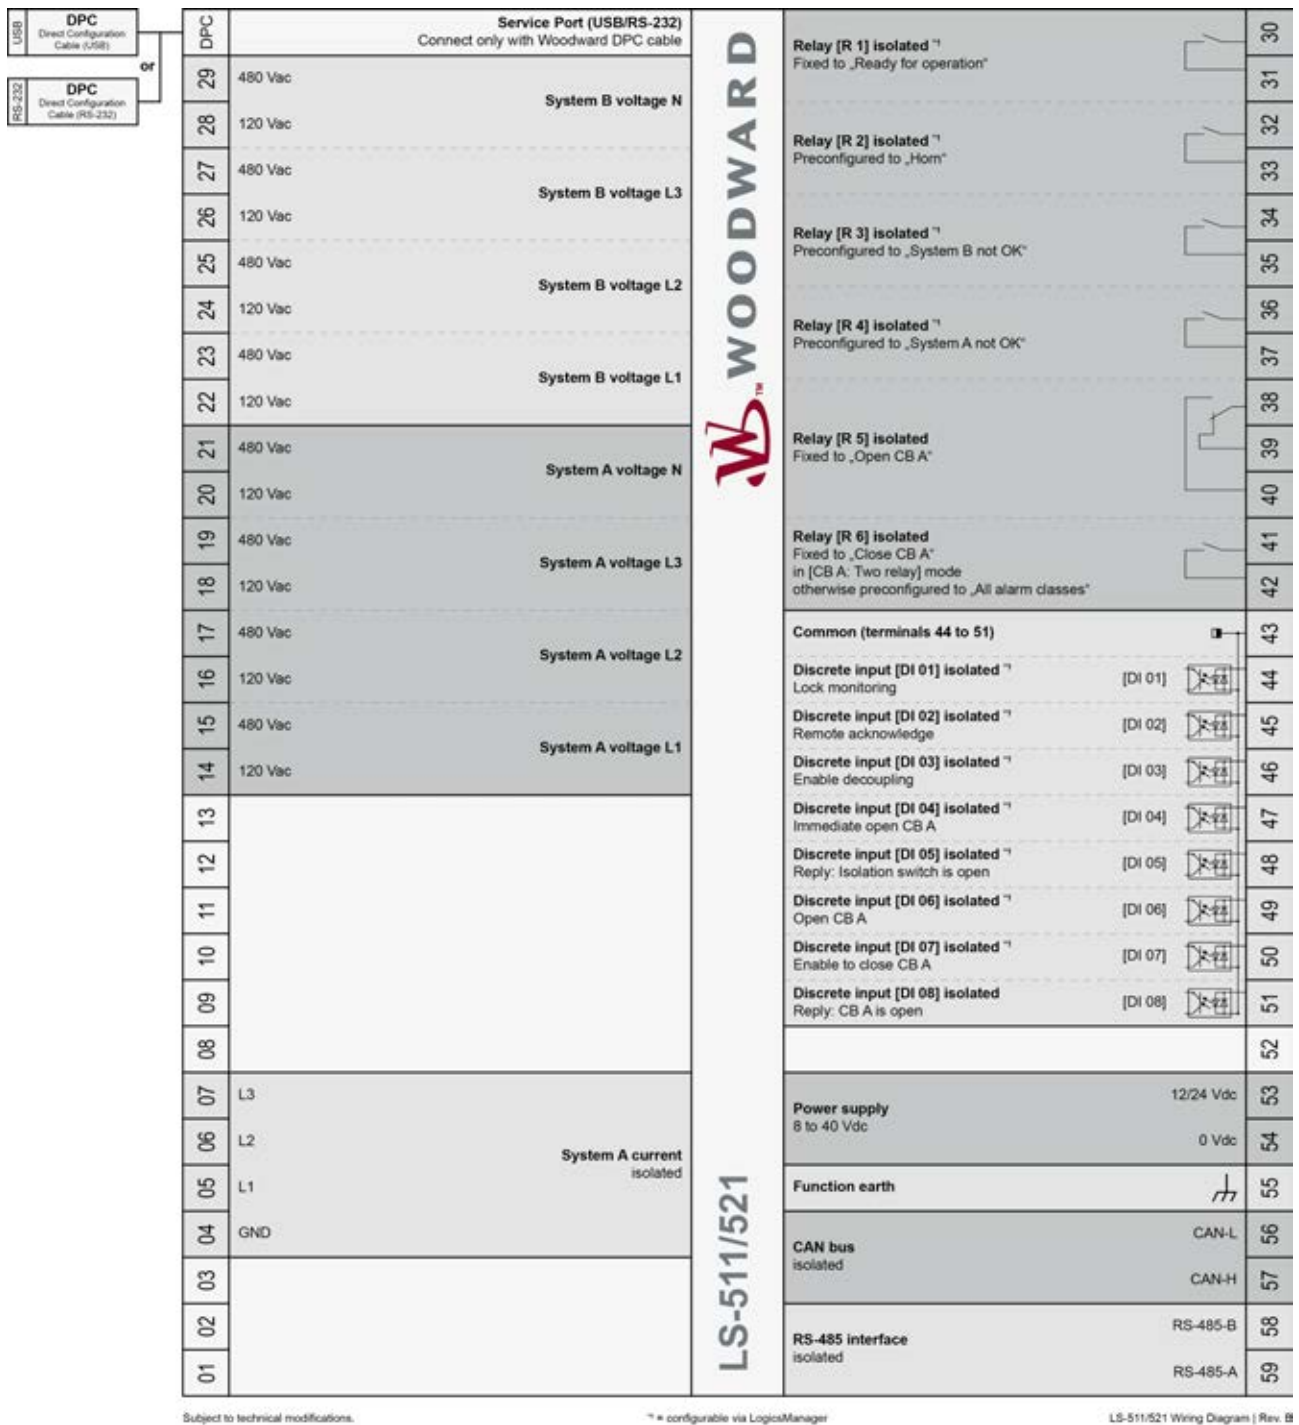 USB
DPC
Direct Configuration
Cable (USB)
or
RS-232
DPC
Direct Configuration
Cable (RS-232)
DPC
Service Port (USB/RS-232)
Connect only with Woodward DPC cable
29
480 Vac
System B voltage N
28
120 Vac
27
480 Vac
System B voltage L3
26
120 Vac
25
480 Vac
System B voltage L2
24
120 Vac
23
480 Vac
System B voltage L1
22
120 Vac
21
480 Vac
System A voltage N
20
120 Vac
19
480 Vac
System A voltage L3
18
120 Vac
17
480 Vac
System A voltage L2
16
120 Vac
15
480 Vac
System A voltage L1
14
120 Vac
13
12
11
10
09
08
07
L3
06
L2
System A current
isolated
05
L1
04
GND
03
02
01
WOODWARD
TM
LS-511/521
Relay [R 1] isolated *1
Fixed to „Ready for operation“
30
31
Relay [R 2] isolated *1
Preconfigured to „Horn“
32
33
Relay [R 3] isolated *1
Preconfigured to „System B not OK“
34
35
Relay [R 4] isolated *1
Preconfigured to „System A not OK“
36
37
Relay [R 5] isolated
Fixed to „Open CB A“
38
39
40
Relay [R 6] isolated
Fixed to „Close CB A“
in [CB A: Two relay] mode
otherwise preconfigured to „All alarm classes“
41
42
Common (terminals 44 to 51)
43
Discrete input [DI 01] isolated *1
Lock monitoring
[DI 01]
44
Discrete input [DI 02] isolated *1
Remote acknowledge
[DI 02]
45
Discrete input [DI 03] isolated *1
Enable decoupling
[DI 03]
46
Discrete input [DI 04] isolated *1
Immediate open CB A
[DI 04]
47
Discrete input [DI 05] isolated *1
Reply: Isolation switch is open
[DI 05]
48
Discrete input [DI 06] isolated *1
Open CB A
[DI 06]
49
Discrete input [DI 07] isolated *1
Enable to close CB A
[DI 07]
50
Discrete input [DI 08] isolated
Reply: CB A is open
[DI 08]
51
52
Power supply
8 to 40 Vdc
12/24 Vdc
53
0 Vdc
54
Function earth
55
CAN bus
isolated
CAN-L
56
CAN-H
57
RS-485 interface
isolated
RS-485-B
58
RS-485-A
59
Subject to technical modifications.
*1 = configurable via LogicsManager
LS-511/521 Wiring Diagram | Rev.